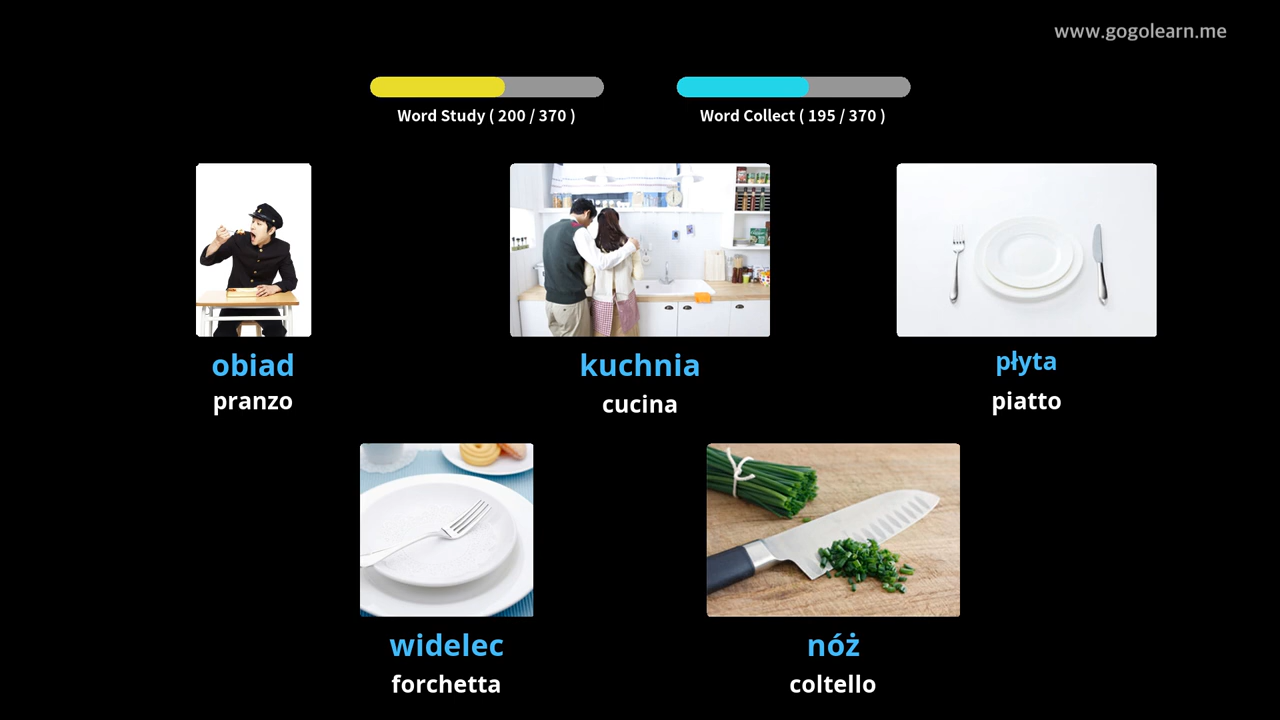 www.gogolearn.me
Word Study ( 200 / 370 )
Word Collect ( 195 / 370 )
obiad
pranzo
kuchnia
cucina
płyta
piatto
widelec
forchetta
nóż
coltello